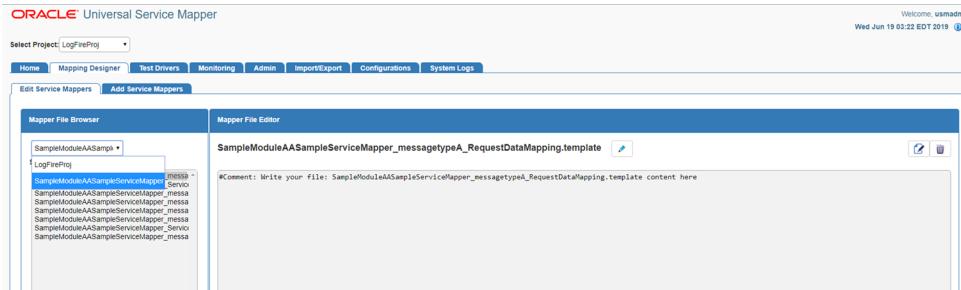 ORACLE® Universal Service Mapper
Welcome, usmadn
Wed Jun 19 03:22 EDT 2019
Select Project: LogFireProj
Home Mapping Designer Test Drivers Monitoring Admin Import/Export Configurations System Logs
Edit Service Mappers Add Service Mappers
Mapper File Browser
Mapper File Editor
SampleModuleAASampl
SampleModuleAASampleServiceMapper_messagetypeA_RequestDataMapping.template
LogFireProj
SampleModuleAASampleServiceMapper
_messa
_Servic
SampleModuleAASampleServiceMapper_messa
SampleModuleAASampleServiceMapper_messa
SampleModuleAASampleServiceMapper_messa
SampleModuleAASampleServiceMapper_messa
SampleModuleAASampleServiceMapper_Servic
SampleModuleAASampleServiceMapper_messa
#Comment: Write your file: SampleModuleAASampleServiceMapper_messagetypeA_RequestDataMapping.template content here